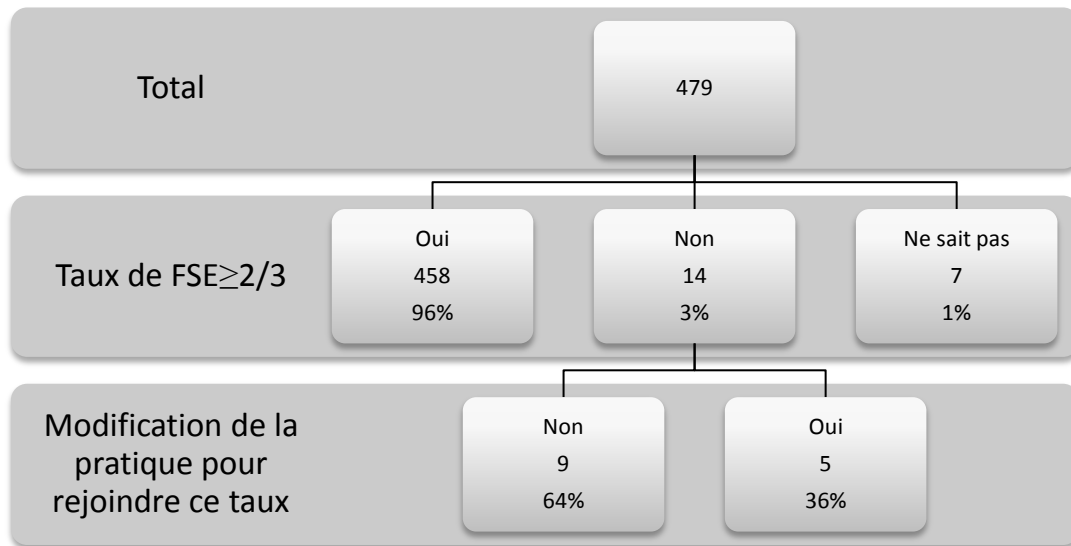 Total
479
Taux de FSE≥2/3
Oui
458
96%
Non
14
3%
Ne sait pas
7
1%
Modification de la
pratique pour
rejoindre ce taux
Non
9
64%
Oui
5
36%